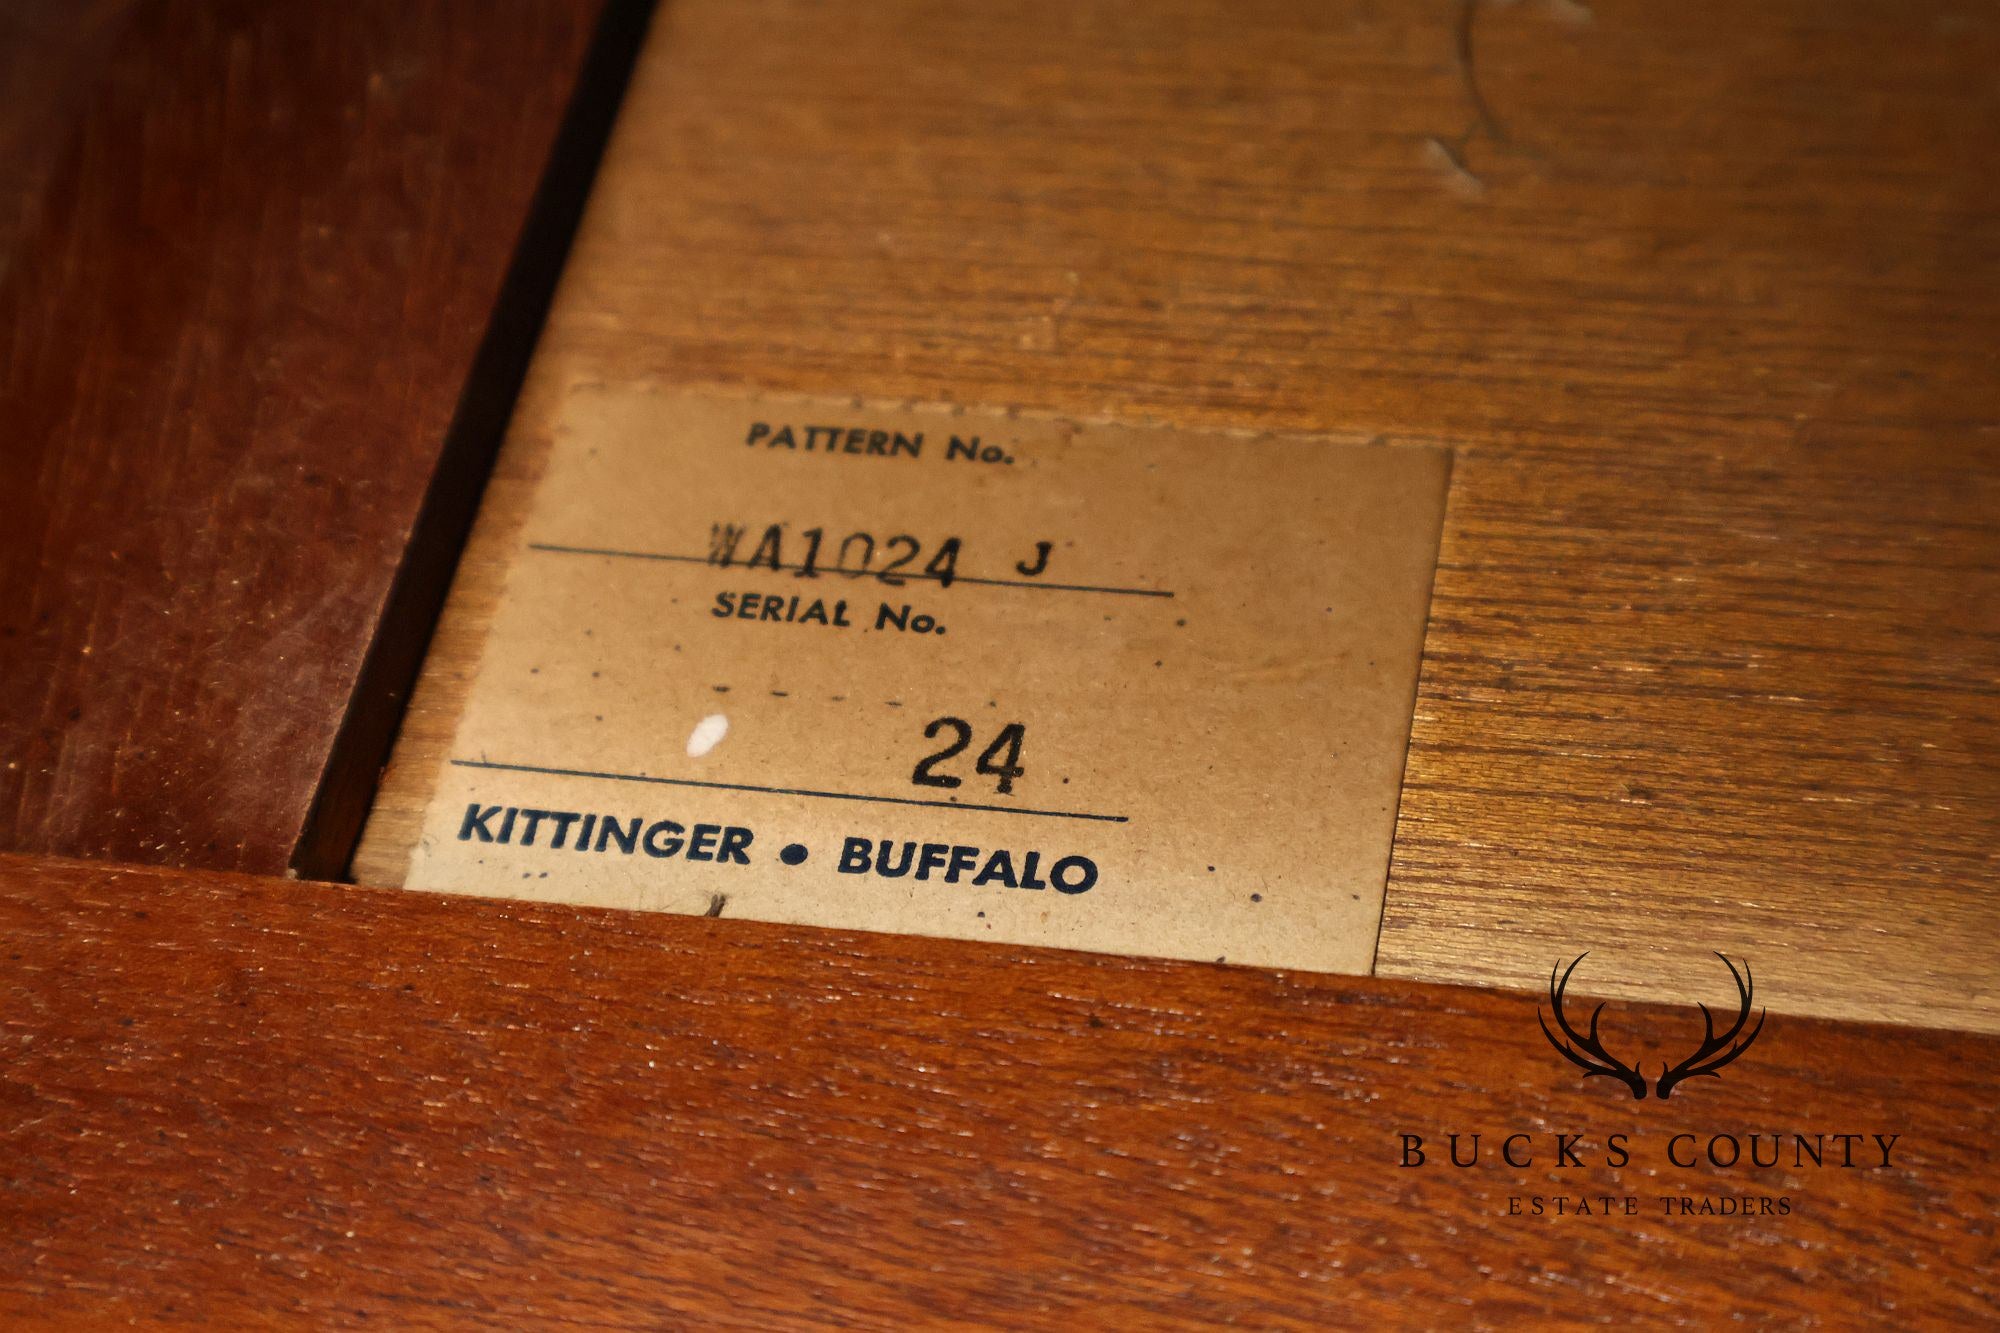 PATTERN No.
WA1024 J
SERIAL No.
24
KITTINGER • BUFFALO
BUCKS COUNTY
ESTATE TRADERS